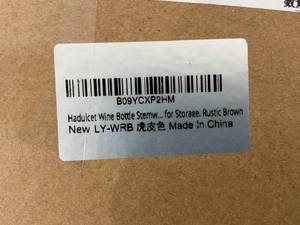 B09YCXP2HM
Hadulcet Wine Bottle Stemw... for Storage, Rustic Brown
New LY-WRB 虎皮色 Made in China